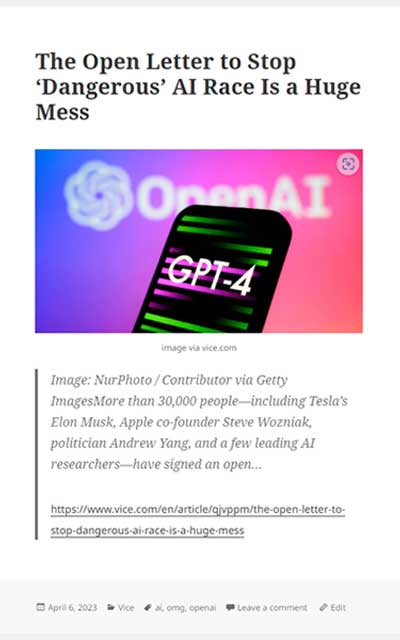 The Open Letter to Stop
‘Dangerous’ AI Race Is a Huge
Mess
OpenAI
GPT-4
image via vice.com
Image: NurPhoto / Contributor via Getty
ImagesMore than 30,000 people—including Tesla’s
Elon Musk, Apple co-founder Steve Wozniak,
politician Andrew Yang, and a few leading AI
researchers—have signed an open…
https://www.vice.com/en/article/qjvppm/the-open-letter-to-
stop-dangerous-ai-race-is-a-huge-mess
April 6, 2023 Vice ai, omg, openai Leave a comment Edit